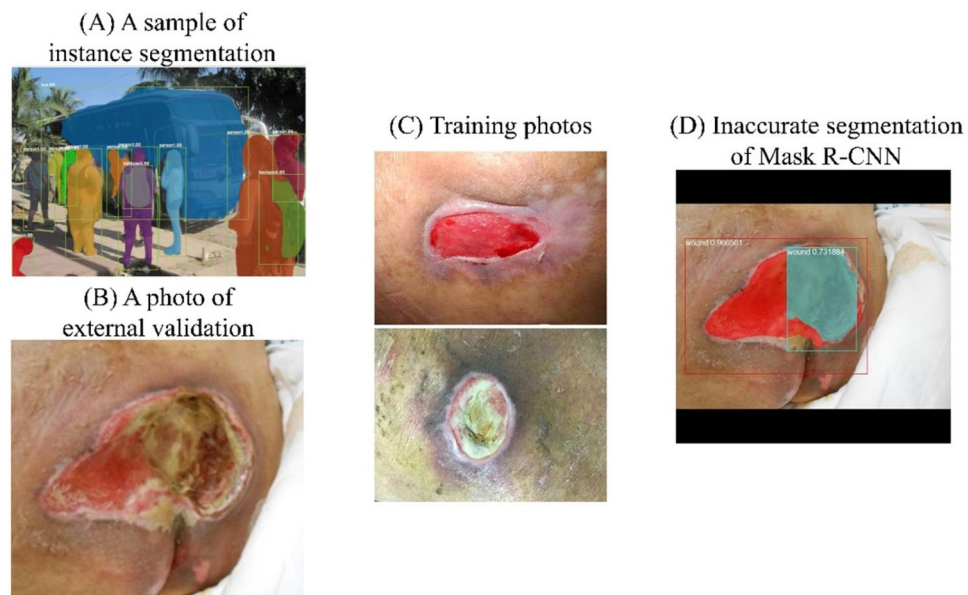 (A) A sample of
instance segmentation
(B) A photo of
external validation
(C) Training photos
(D) Inaccurate segmentation
of Mask R-CNN
wound 0.966561
wound 0.731884